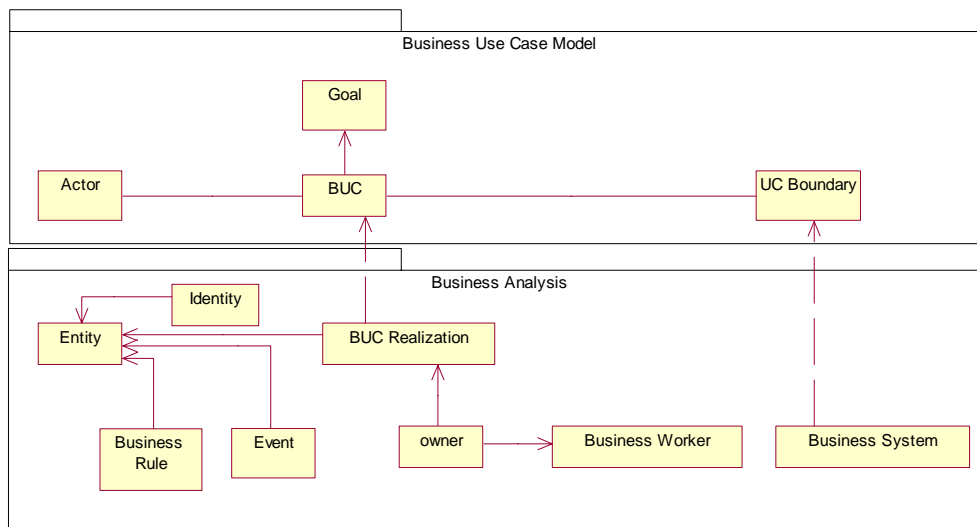 Business Use Case Model
Goal
Actor
BUC
UC Boundary
Business Analysis
Identity
Entity
BUC Realization
Business
Rule
Event
owner
Business Worker
Business System